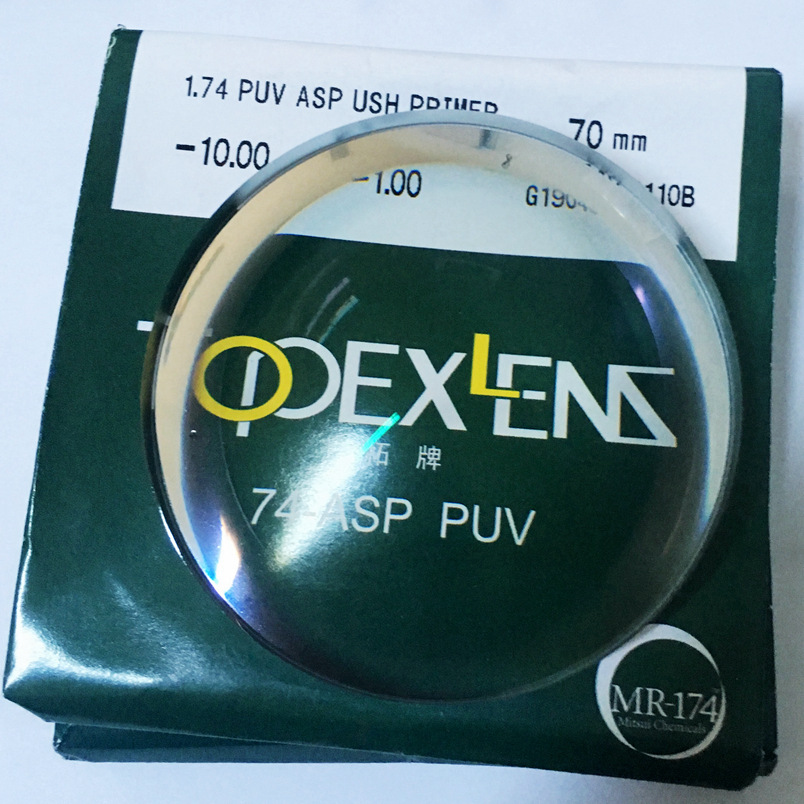 1.74 PUV ASP USH PRIMER
70 mm
-10.00
-1.00
110B
TOPOEXLENS
拓 牌
74-ASP PUV
MR-174
Mitsui Chemicals